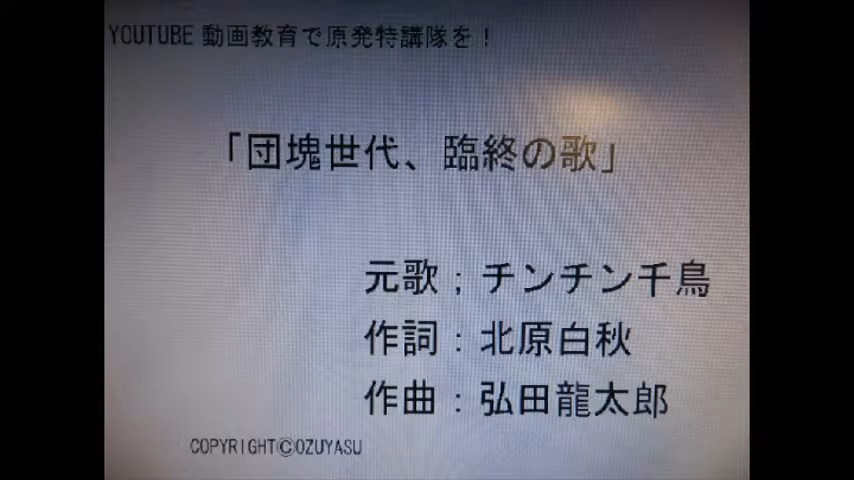 YOUTUBE 動画教育で原発特講隊を！
「団塊世代、臨終の歌」
元歌；チンチン千鳥
作詞：北原白秋
作曲：弘田龍太郎
COPYRIGHT©OZUYASU